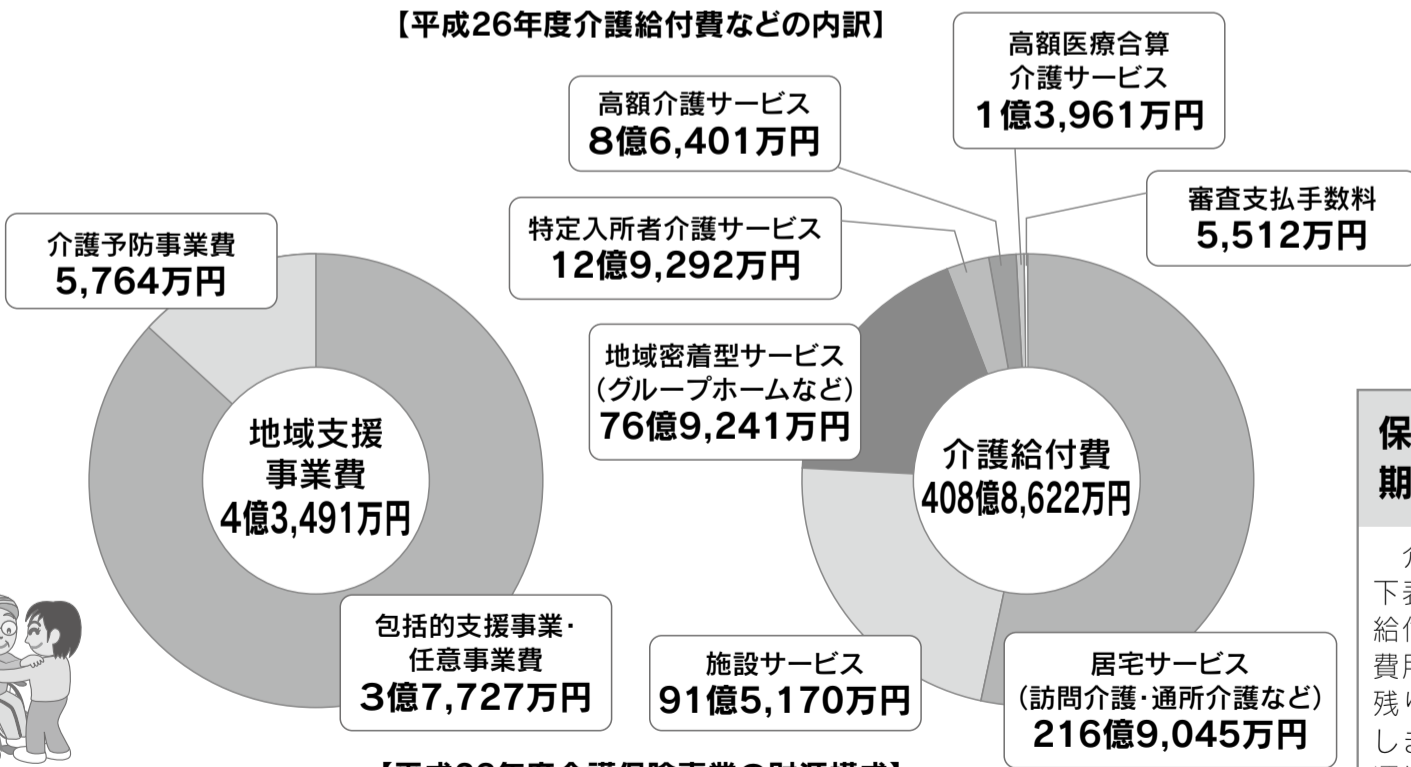 【平成26年度介護給付費などの内訳】
高額医療合算
介護サービス
1億3,961万円
高額介護サービス
8億6,401万円
審査支払手数料
5,512万円
特定入所者介護サービス
12億9,292万円
介護予防事業費
5,764万円
地域密着型サービス
(グループホームなど)
76億9,241万円
地域支援
事業費
4億3,491万円
介護給付費
408億8,622万円
包括的支援事業・
任意事業費
3億7,727万円
施設サービス
91億5,170万円
居宅サービス
(訪問介護・通所介護など)
216億9,045万円
保
期
下表
給付
費用
残り